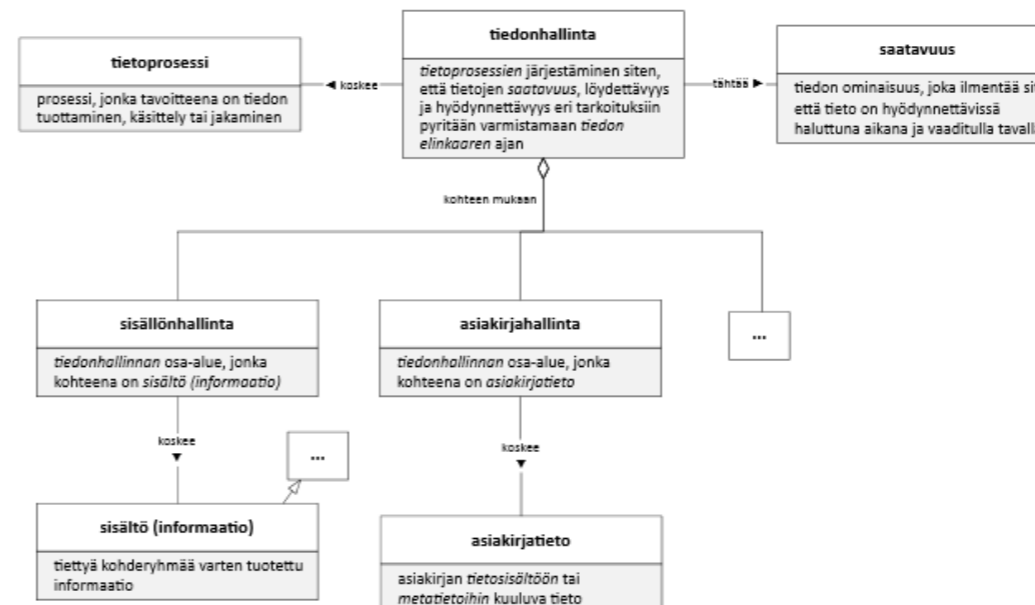 tiedonhallinta
tietoprosessien järjestäminen siten,
että tietojen saatavuus, löydettävyys
ja hyödynnettävyys eri tarkoituksiin
pyritään varmistamaan tiedon
elinkaaren ajan
tietoprosessi
prosessi, jonka tavoitteena on tiedon
tuottaminen, käsittely tai jakaminen
◀ koskee
tähtää ▶
saatavuus
tiedon ominaisuus, joka ilmentää
että tieto on hyödynnettävissä
haluttuna aikana ja vaaditulla
kohteen mukaan
sisällönhallinta
tiedonhallinnan osa-alue, jonka
kohteena on sisältö (informaatio)
asiakirjahallinta
tiedonhallinnan osa-alue, jonka
kohteena on asiakirjatieto
...
koskee
▼
...
koskee
▼
sisältö (informaatio)
tiettyä kohderyhmää varten tuotettu
informaatio
asiakirjatieto
asiakirjan tietosisältöön tai
metatietoihin kuuluva tieto